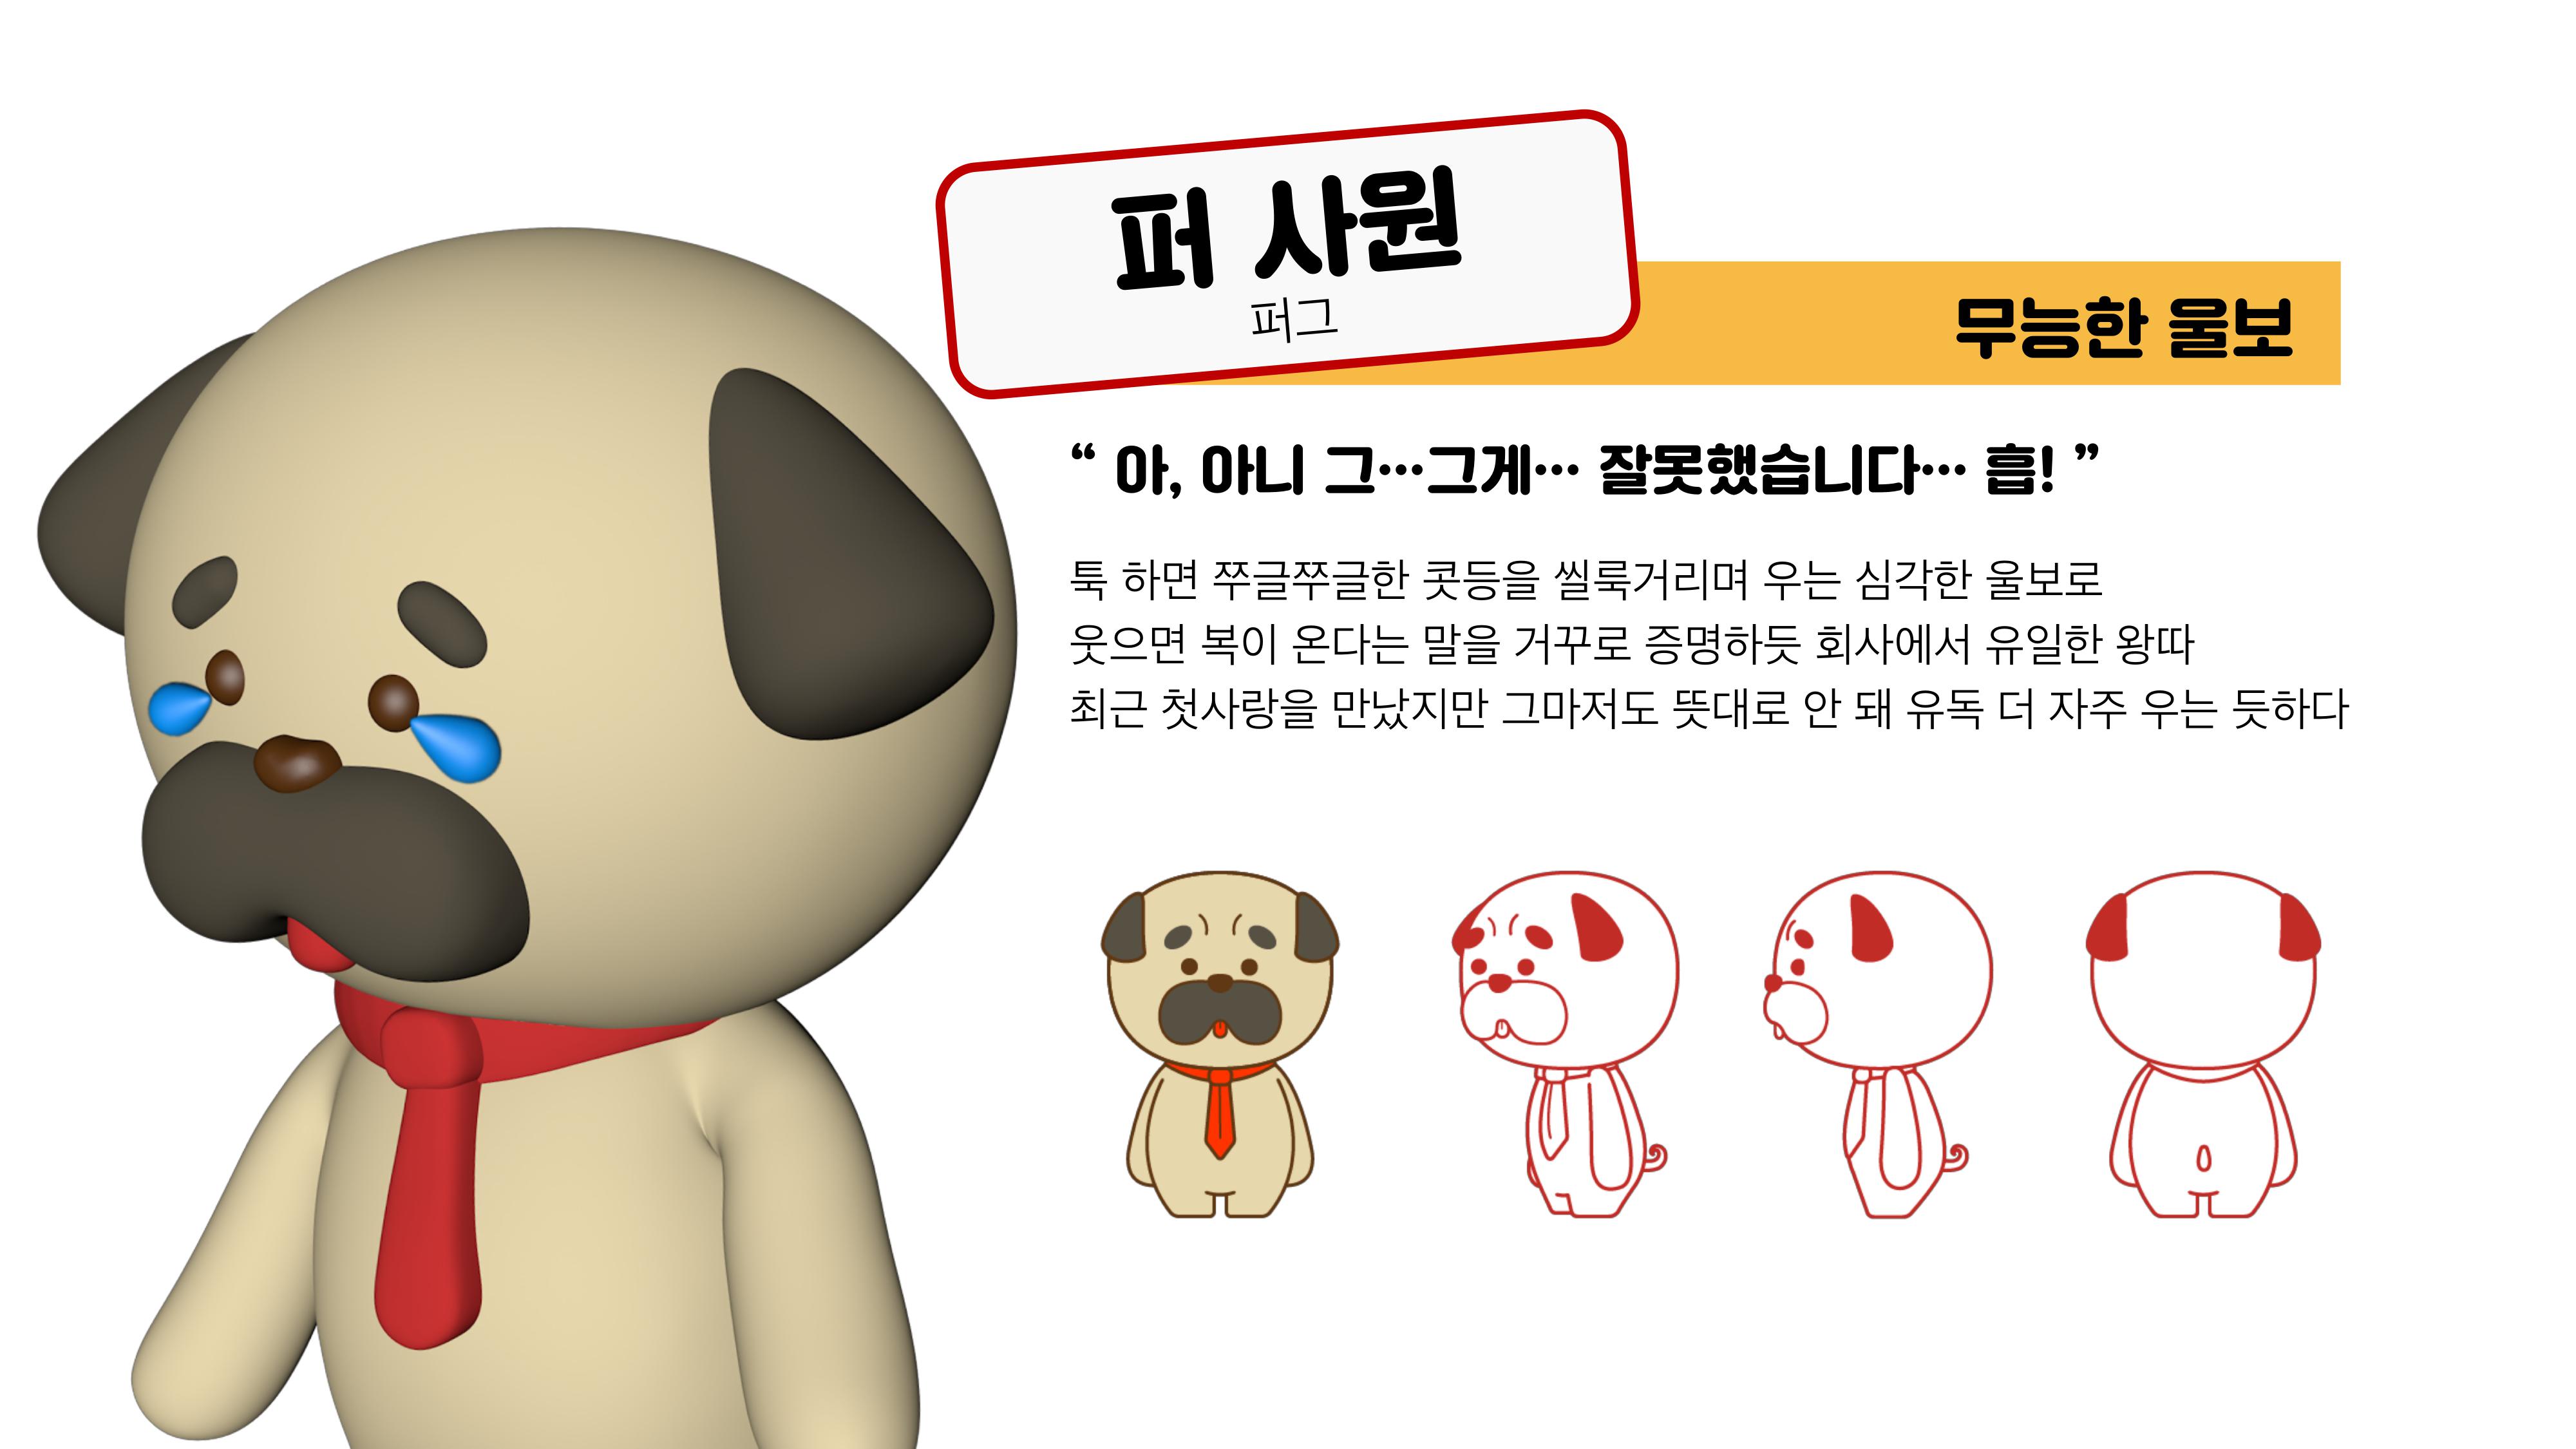 퍼 사원
퍼그
무능한 울보
“ 아, 아니 그…그게… 잘못했습니다… 흡! ”
툭 하면 쭈글쭈글한 콧등을 씰룩거리며 우는 심각한 울보로
웃으면 복이 온다는 말을 거꾸로 증명하듯 회사에서 유일한 왕따
최근 첫사랑을 만났지만 그마저도 뜻대로 안 돼 유독 더 자주 우는 듯하다